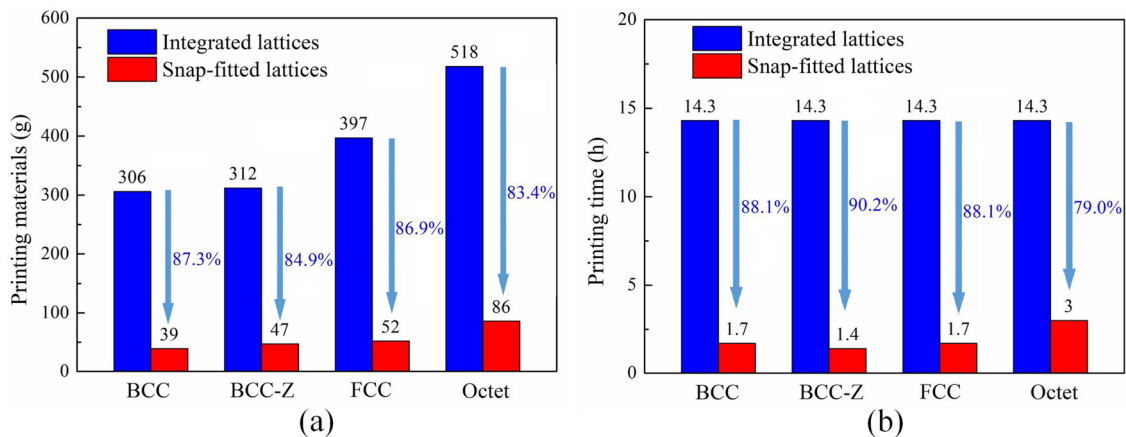 600
500
400
300
200
100
0
Printing materials (g)
Integrated lattices
Snap-fitted lattices
306
312
397
518
87.3%
84.9%
86.9%
83.4%
39
47
52
86
BCC
BCC-Z
FCC
Octet
(a)
20
15
10
5
0
Printing time (h)
Integrated lattices
Snap-fitted lattices
14.3
14.3
14.3
14.3
88.1%
90.2%
88.1%
79.0%
1.7
1.4
1.7
3
BCC
BCC-Z
FCC
Octet
(b)